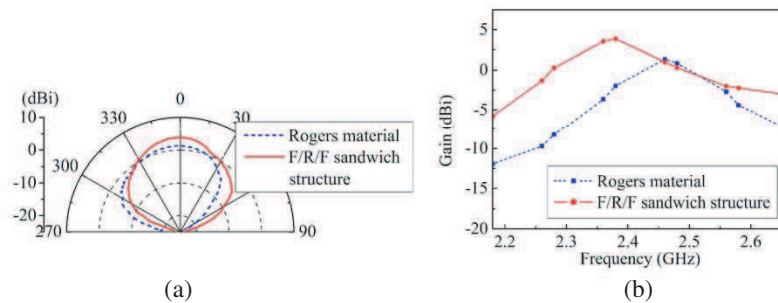 (dBi)
10
0
-10
-20
270
300
330
0
30
90
Rogers material
F/R/F sandwich
structure
(a)
Gain (dBi)
5
0
-5
-10
-15
-20
2.2
2.3
2.4
2.5
2.6
Frequency (GHz)
Rogers material
F/R/F sandwich structure
(b)